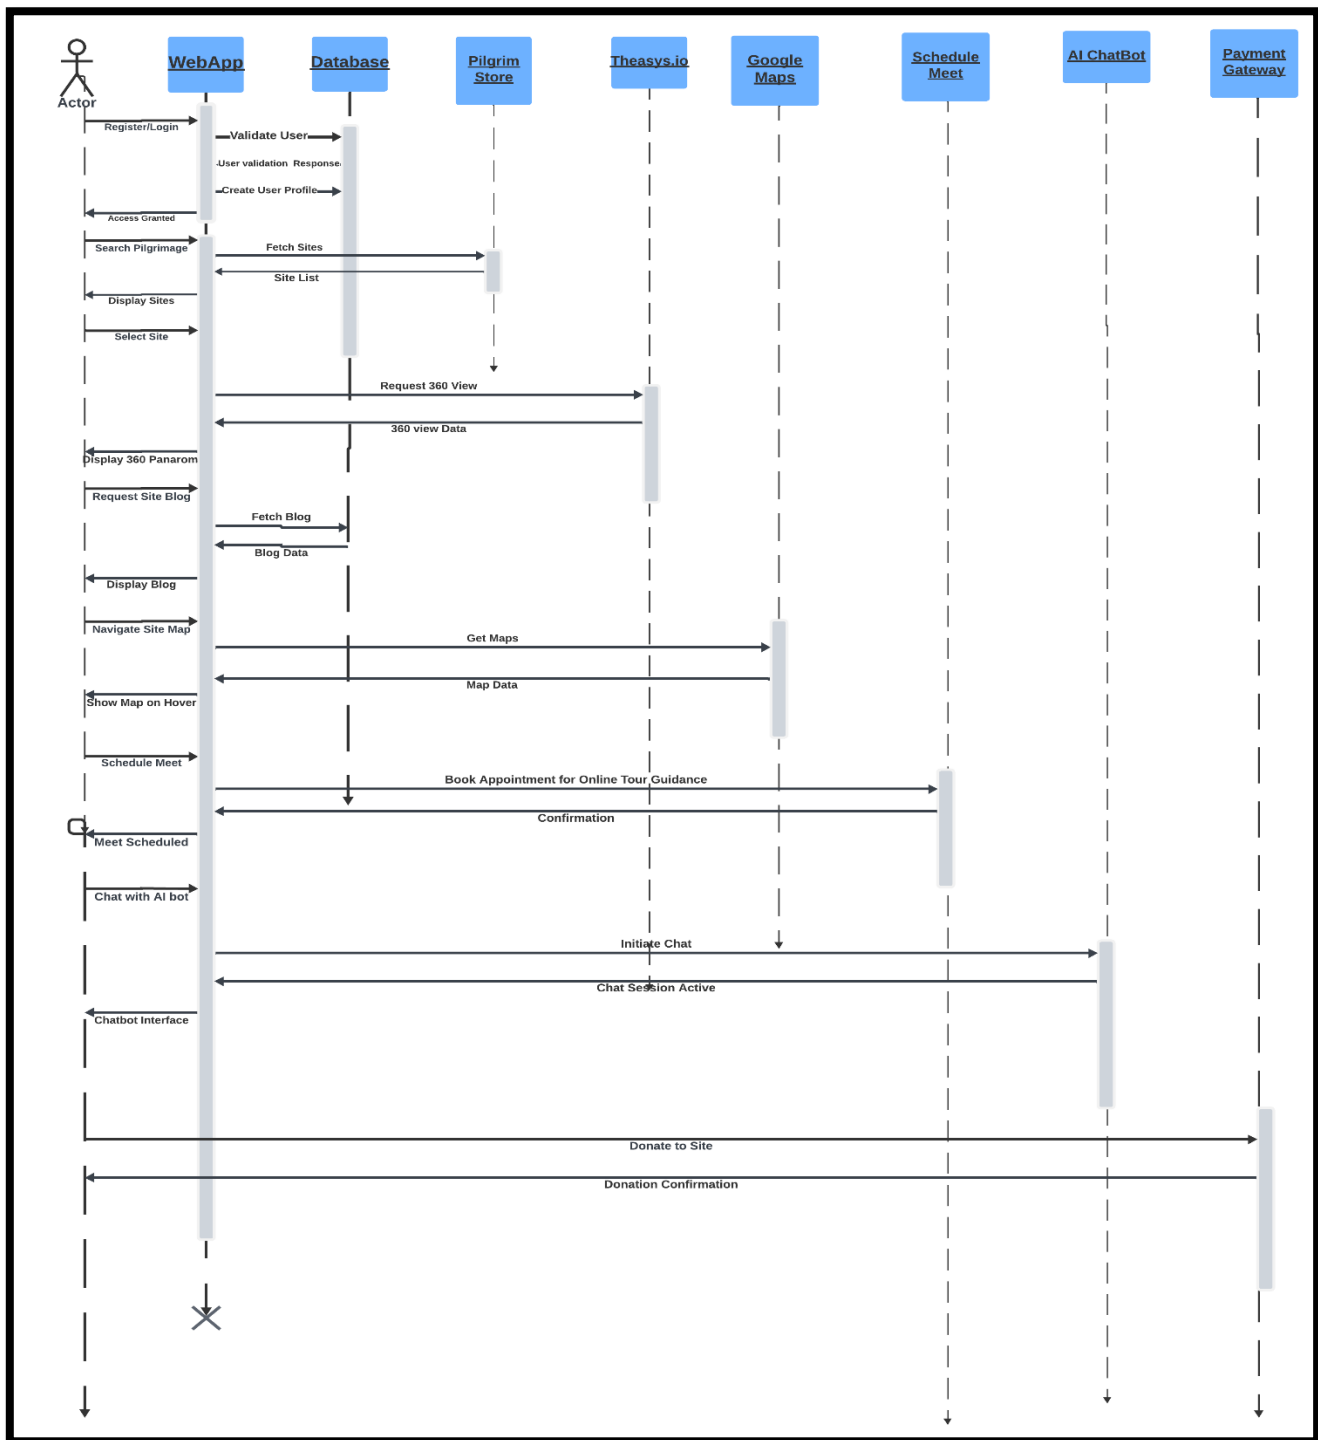 Actor
WebApp
Database
Pilgrim
Store
Theasys.io
Google
Maps
Schedule
Meet
AI ChatBot
Payment
Gateway
Register/Login
Validate User
User validation Response
Create User Profile
Access Granted
Search Pilgrimage
Fetch Sites
Site List
Display Sites
Select Site
Request 360 View
360 view Data
Display 360 Panarom
Request Site Blog
Fetch Blog
Blog Data
Display Blog
Navigate Site Map
Get Maps
Map Data
Show Map on Hover
Schedule Meet
Book Appointment for Online Tour Guidance
Confirmation
Meet Scheduled
Chat with AI bot
Initiate Chat
Chat Session Active
Chatbot Interface
Donate to Site
Donation Confirmation